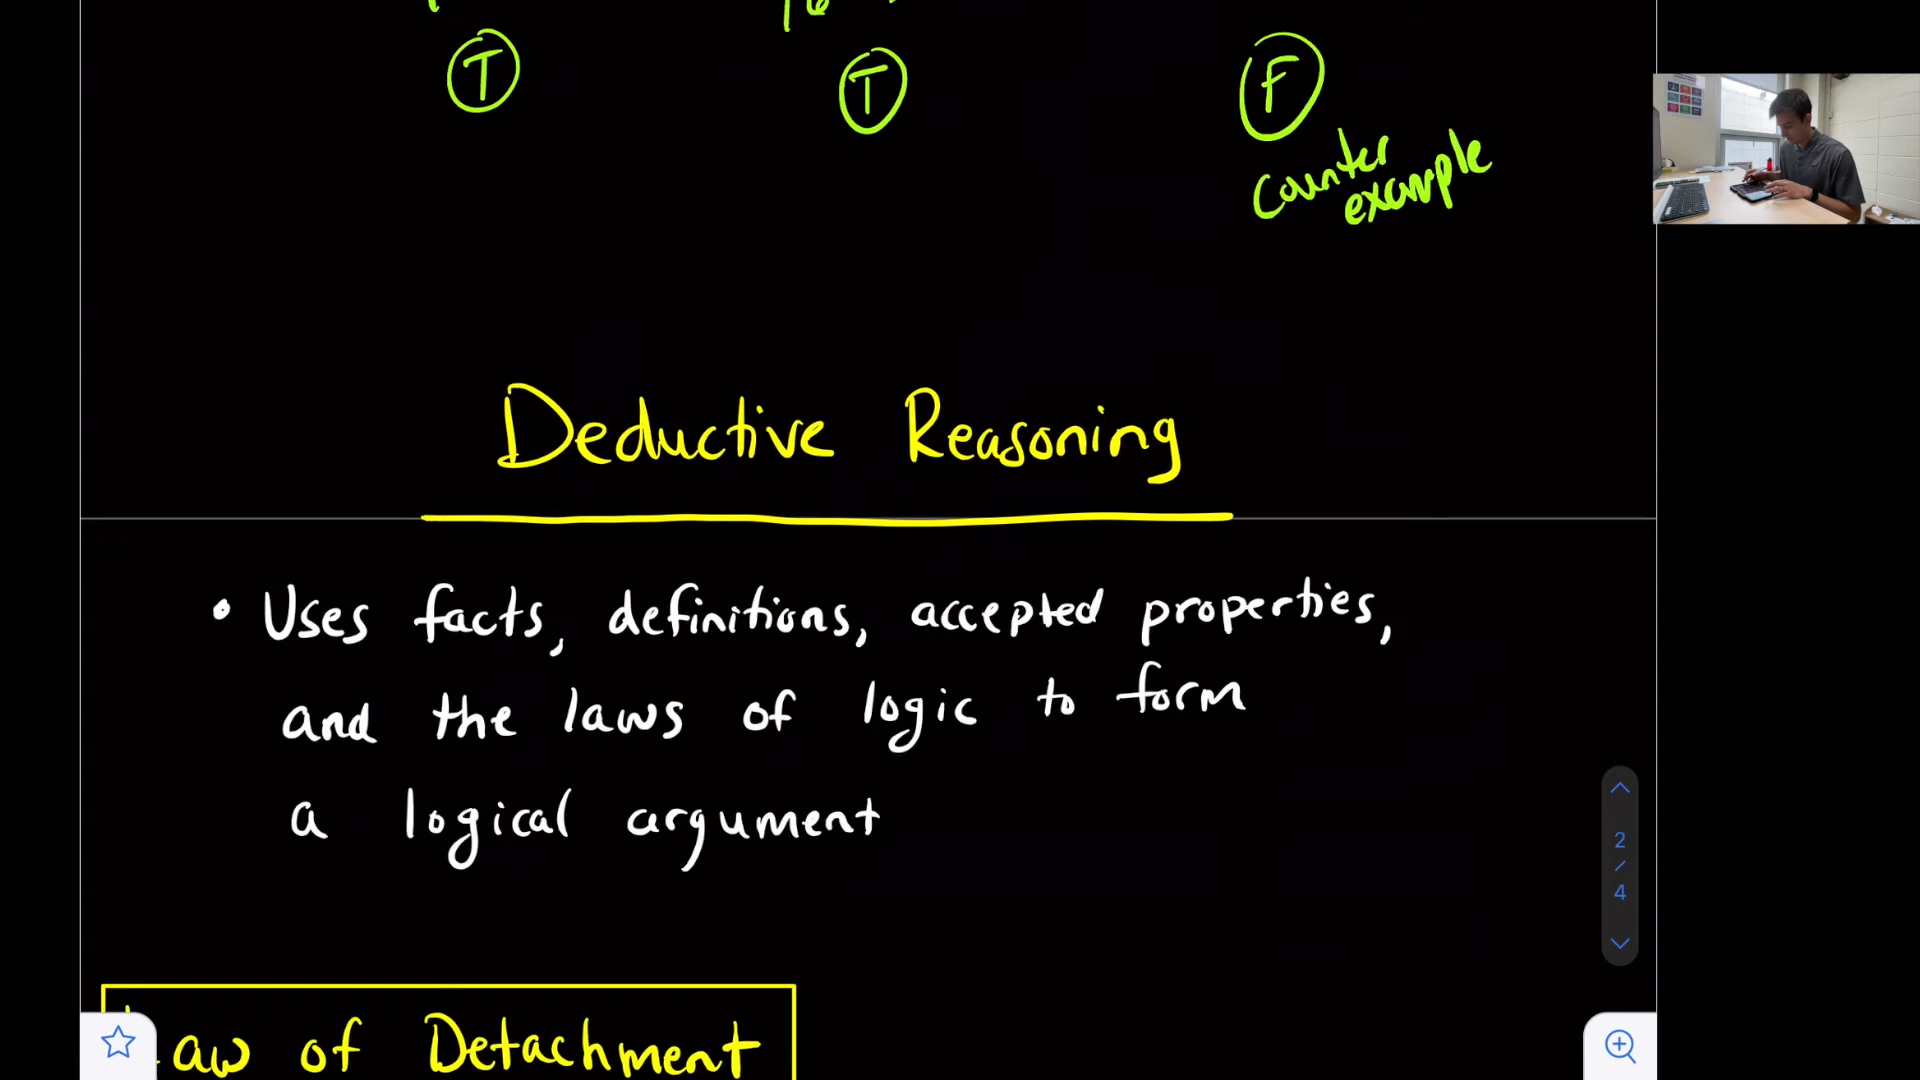 T
T
F
counter
example
Deductive Reasoning
• Uses facts, definitions, accepted properties,
and the laws of logic to form
a logical argument
2
/
4
Law of Detachment